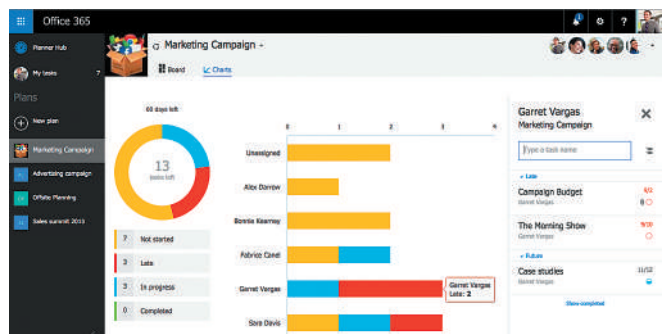 Office 365
1
?
Planner Hub
My tasks 7
Plans
New plan
Marketing Campaign
Advertising campaign
Offsite Planning
Sales summit 2013
Marketing Campaign
Board Charts
60 days left
13
tasks left
7 Not started
3 Late
3 In progress
0 Completed
0 1 2 3 4
Unassigned
Alex Darrow
Bonnie Kearney
Fabrice Canel
Garret Vargas
Sara Davis
Garret Vargas
Late: 2
Garret Vargas
Marketing Campaign
Type a task name
Late
Campaign Budget
Garret Vargas
The Morning Show
9/30
Garret Vargas
Future
Case studies 11/12
Garret Vargas
Show completed